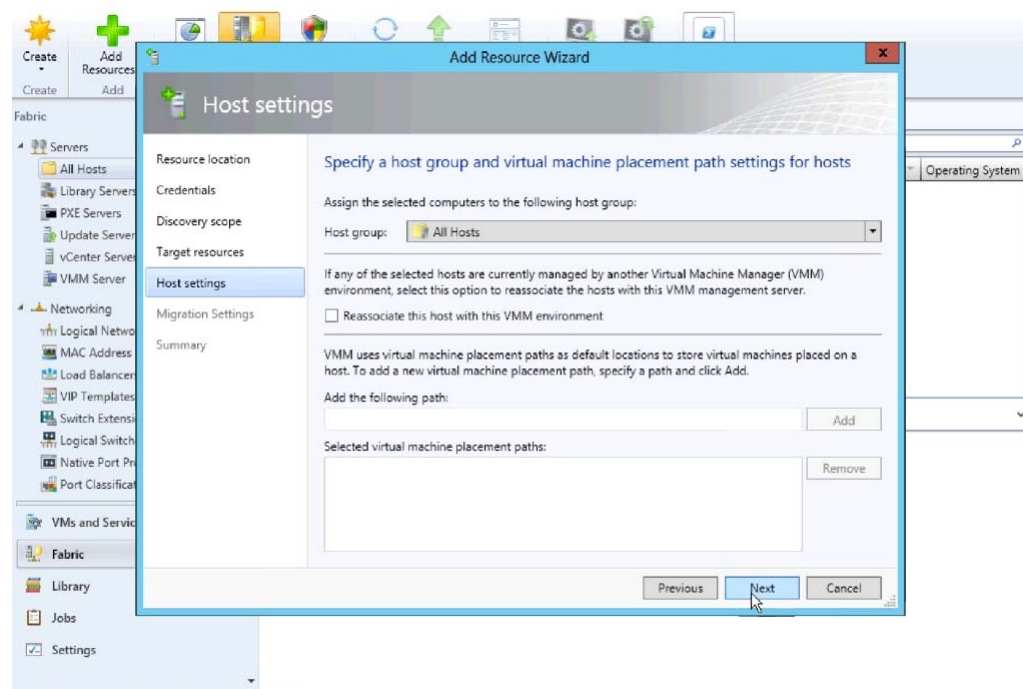 Create
Add
Resources
Create
Add
Fabric
Servers
All Hosts
Library Servers
PXE Servers
Update Server
vCenter Server
VMM Server
Networking
Logical Netwo
MAC Address
Load Balancer
VIP Templates
Switch Extensi
Logical Switch
Native Port Pr
Port Classificat
VMs and Servic
Fabric
Library
Jobs
Settings
Add Resource Wizard
x
Host settings
Resource location
Credentials
Discovery scope
Target resources
Host settings
Migration Settings
Summary
Specify a host group and virtual machine placement path settings for hosts
Assign the selected computers to the following host group:
Host group: All Hosts
If any of the selected hosts are currently managed by another Virtual Machine Manager (VMM)
environment, select this option to reassociate the hosts with this VMM management server.
Reassociate this host with this VMM environment
VMM uses virtual machine placement paths as default locations to store virtual machines placed on a
host. To add a new virtual machine placement path, specify a path and click Add.
Add the following path:
Add
Selected virtual machine placement paths:
Remove
Previous Next Cancel
Operating System